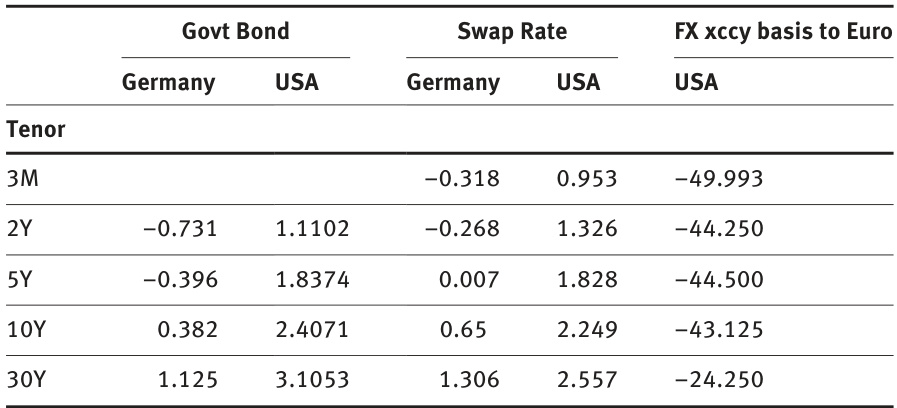 Govt Bond Swap Rate FX xccy basis to Euro
Germany USA Germany USA USA
Tenor
3M −0.318 0.953 −49.993
2Y −0.731 1.1102 −0.268 1.326 −44.250
5Y −0.396 1.8374 0.007 1.828 −44.500
10Y 0.382 2.4071 0.65 2.249 −43.125
30Y 1.125 3.1053 1.306 2.557 −24.250